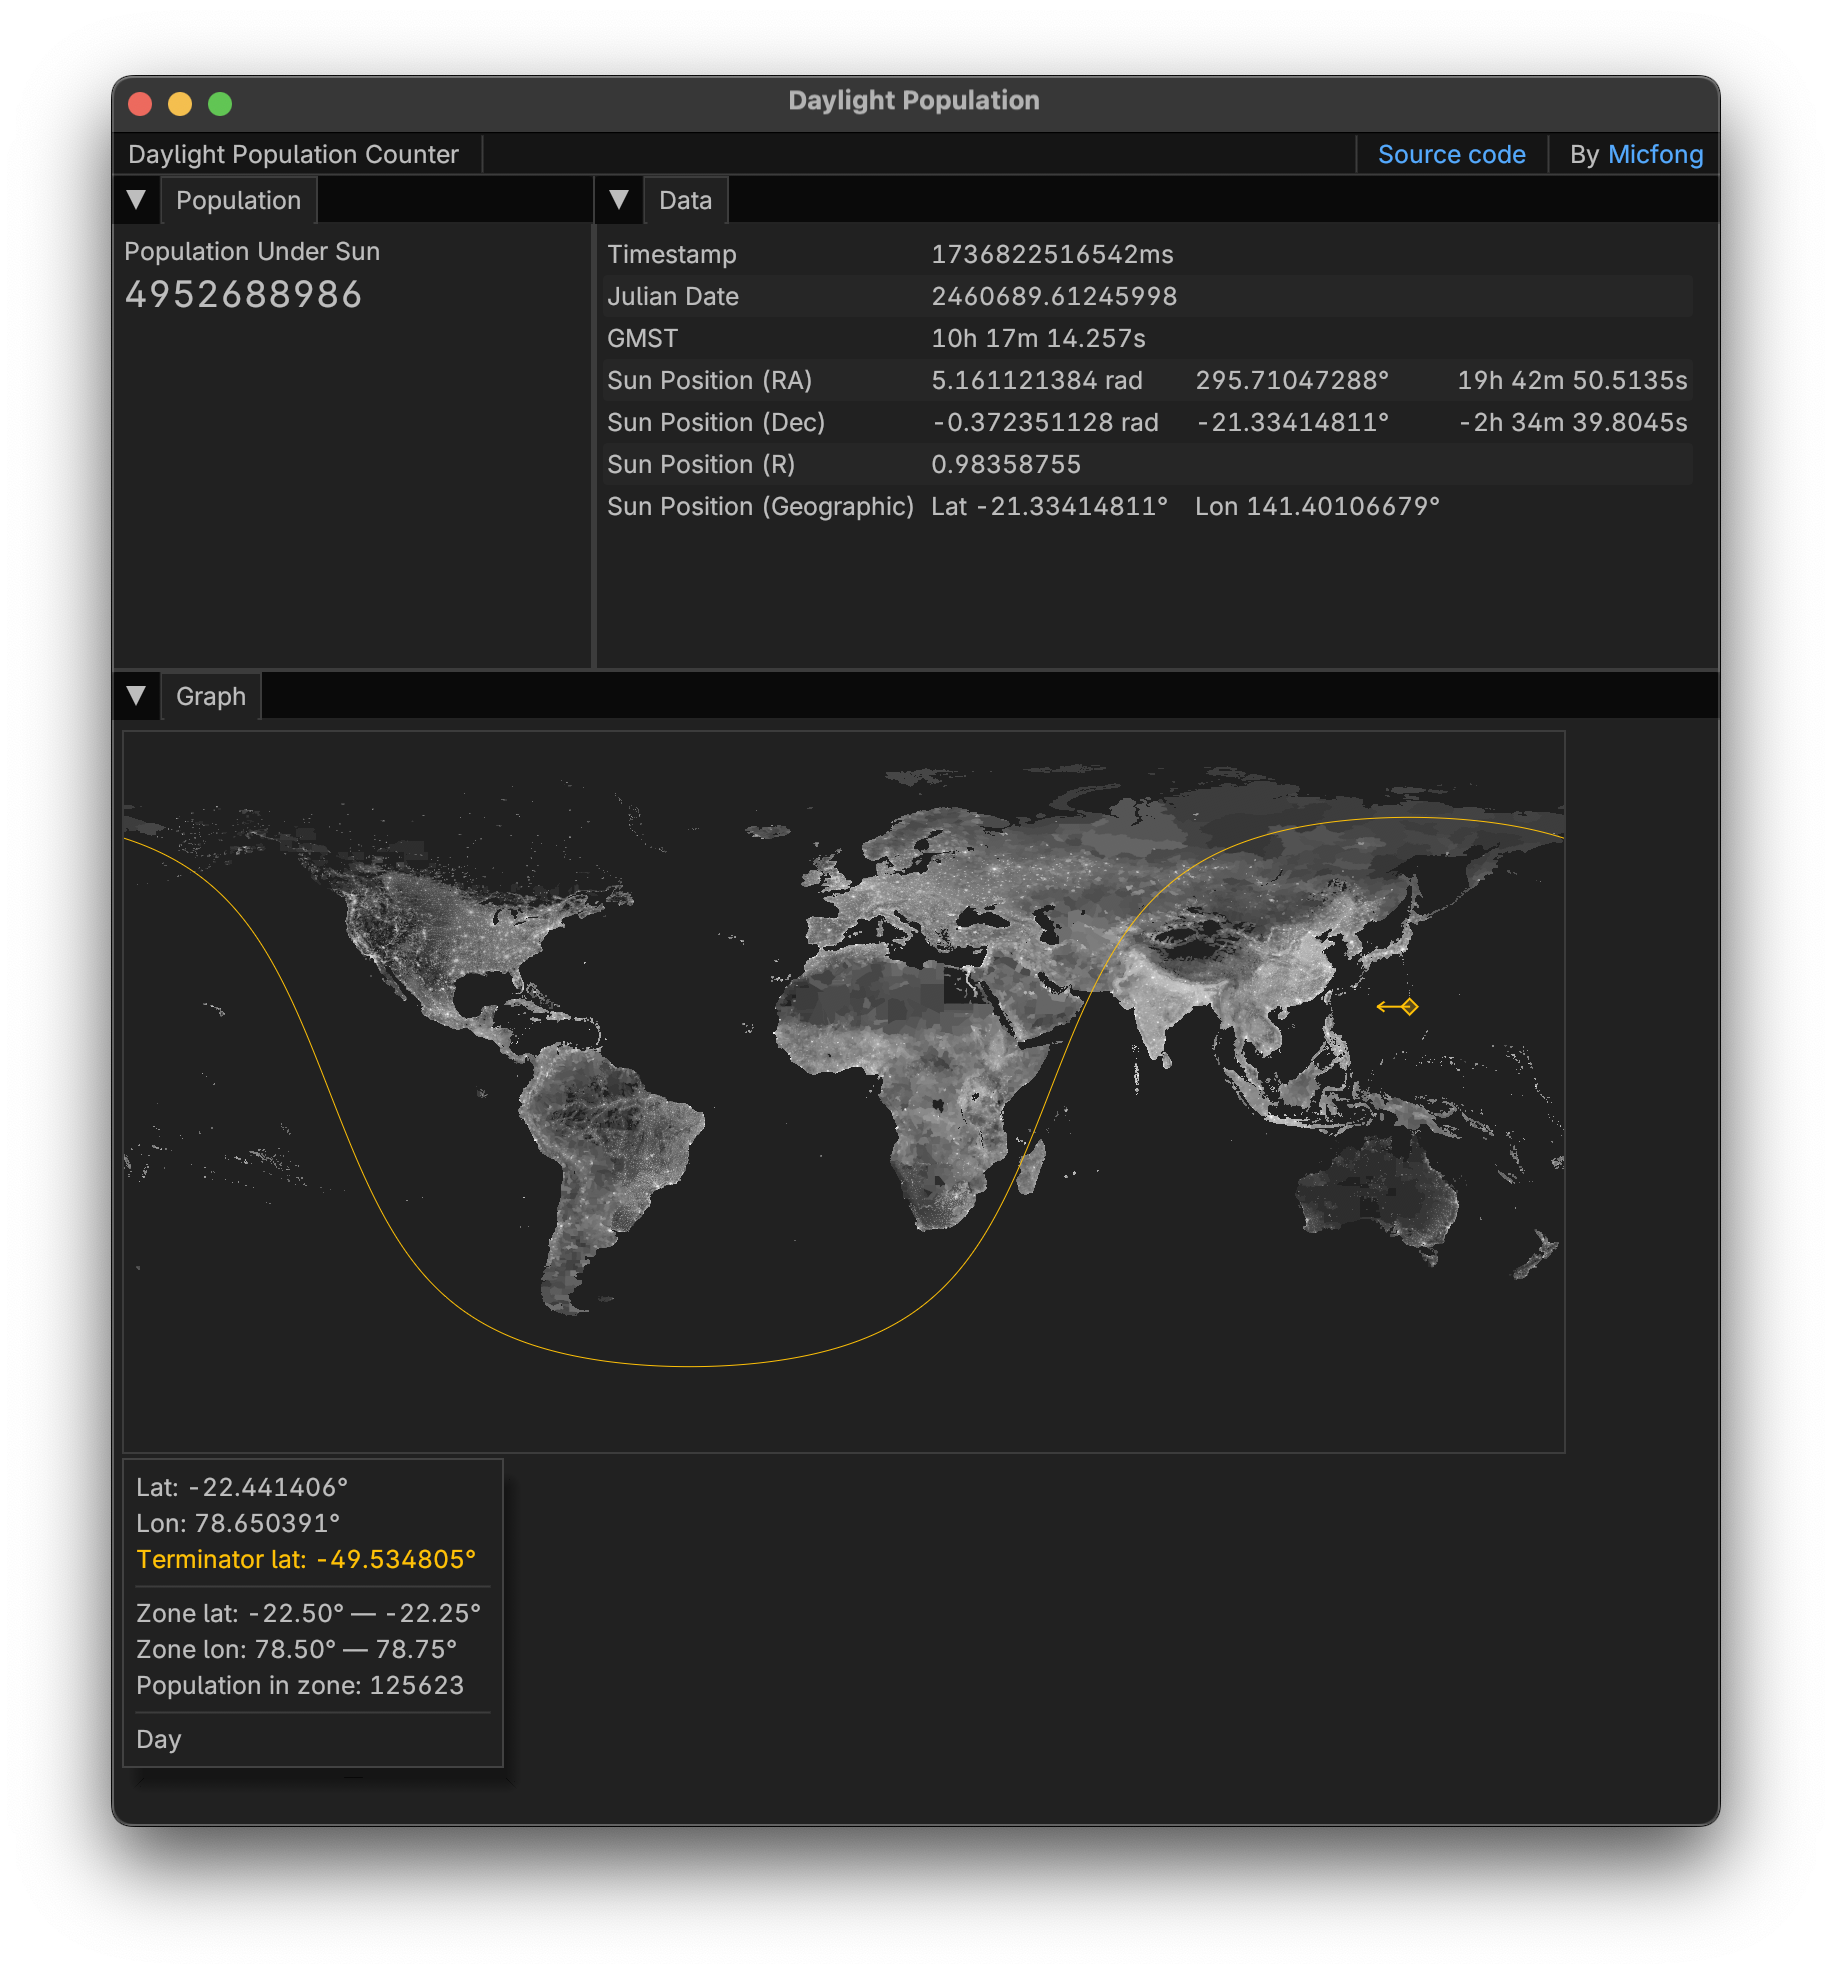 Daylight Population
Daylight Population Counter
Source code
By Micfong
Population
Population Under Sun
4952688986
Data
Timestamp 1736822516542ms
Julian Date 2460689.61245998
GMST 10h 17m 14.257s
Sun Position (RA) 5.161121384 rad 295.71047288° 19h 42m 50.5135s
Sun Position (Dec) -0.372351128 rad -21.33414811° -2h 34m 39.8045s
Sun Position (R) 0.98358755
Sun Position (Geographic) Lat -21.33414811° Lon 141.40106679°
Graph
Lat: -22.441406°
Lon: 78.650391°
Terminator lat: -49.534805°
Zone lat: -22.50° — -22.25°
Zone lon: 78.50° — 78.75°
Population in zone: 125623
Day